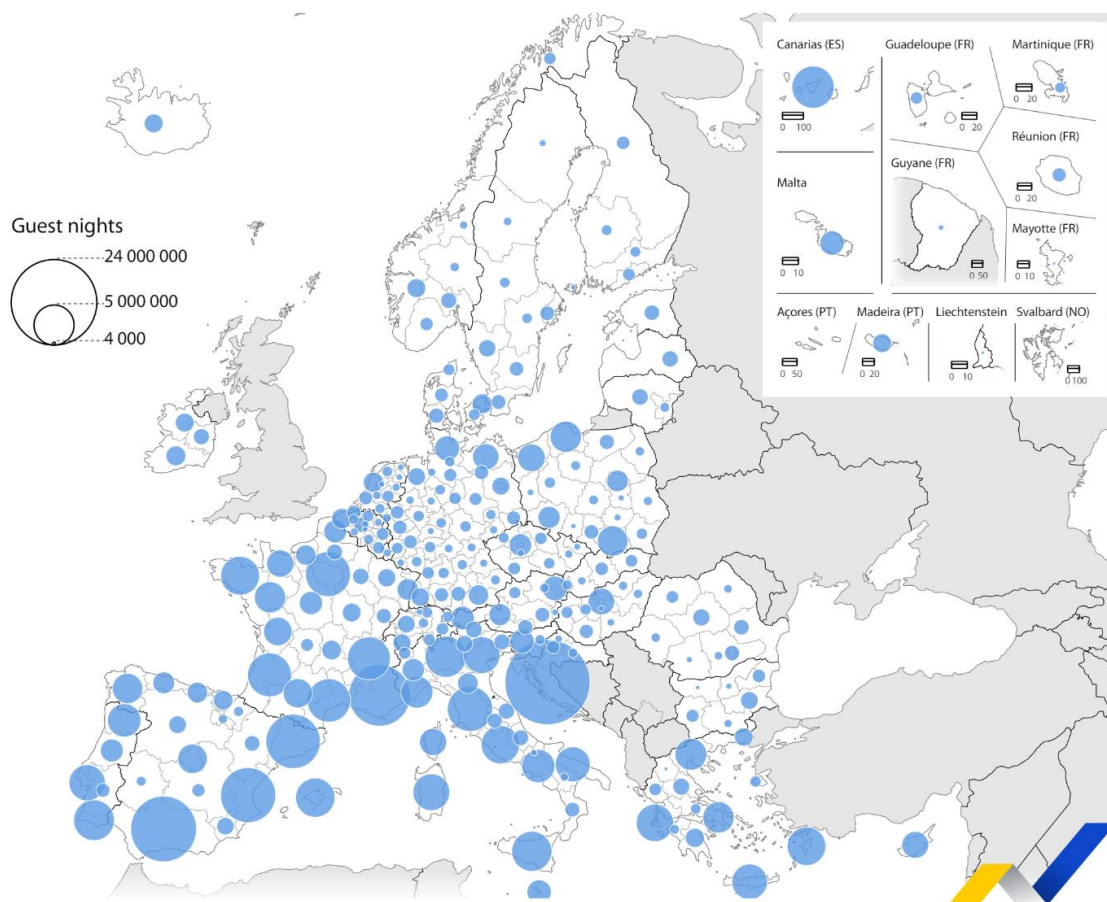 Guest nights
24 000 000
5 000 000
4 000
Canarias (ES)
0 100
Guadeloupe (FR)
0 20
Martinique (FR)
0 20
Réunion (FR)
0 20
Guyane (FR)
0 50
Mayotte (FR)
0 10
Malta
0 10
Açores (PT)
0 50
Madeira (PT)
0 20
Liechtenstein
0 10
Svalbard (NO)
0 100